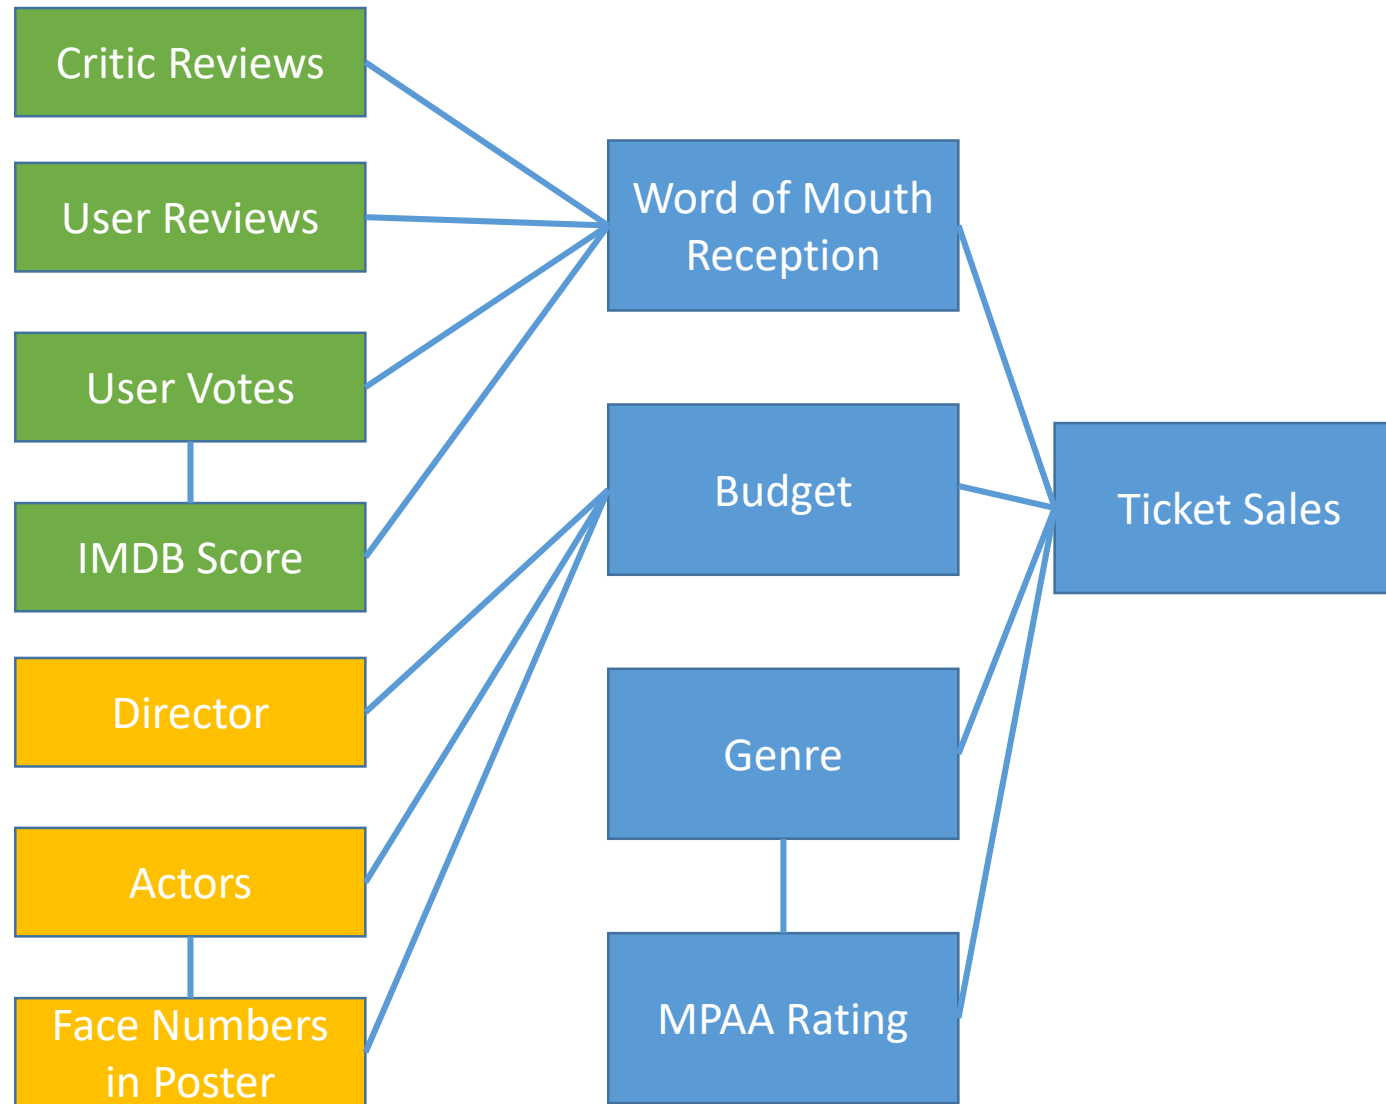 Critic Reviews
User Reviews
User Votes
IMDB Score
Director
Actors
Face Numbers
in Poster
Word of Mouth
Reception
Budget
Genre
MPAA Rating
Ticket Sales